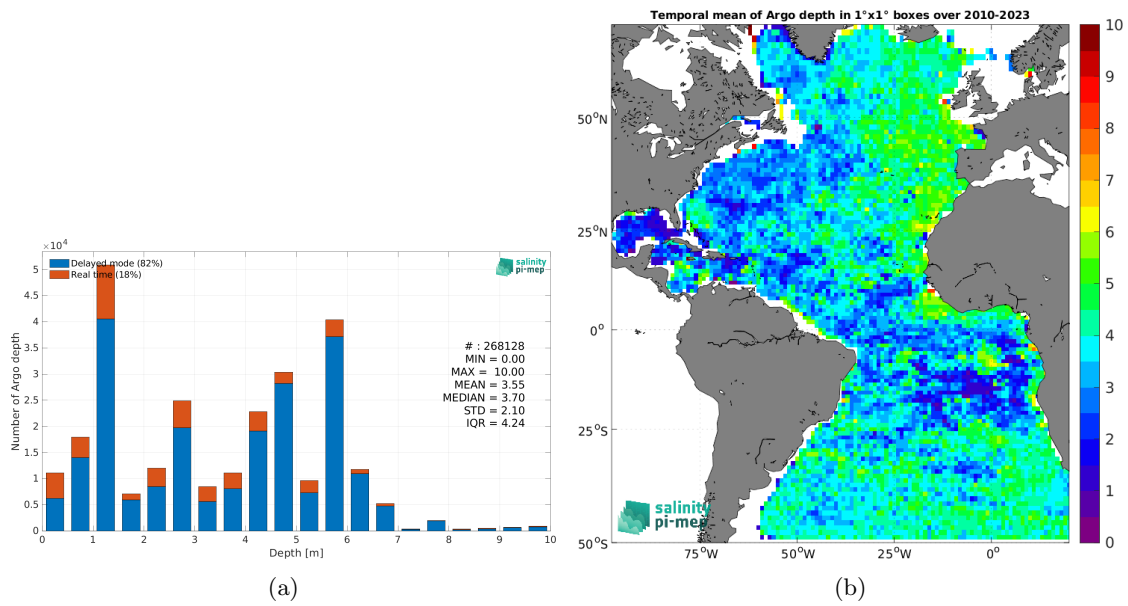 Temporal mean of Argo depth in 1°x1° boxes over 2010-2023
×10⁴
5
4.5
4
3.5
3
2.5
2
1.5
1
0.5
0
Number of Argo depth
Delayed mode (82%)
Real time (18%)
salinity
pi-mep
# : 268128
MIN = 0.00
MAX = 10.00
MEAN = 3.55
MEDIAN = 3.70
STD = 2.10
IQR = 4.24
0 1 2 3 4 5 6 7 8 9 10
Depth [m]
(a)
50°N
25°N
0°
25°S
50°S
75°W 50°W 25°W 0°
salinity
pi-mep
10
9
8
7
6
5
4
3
2
1
0
(b)